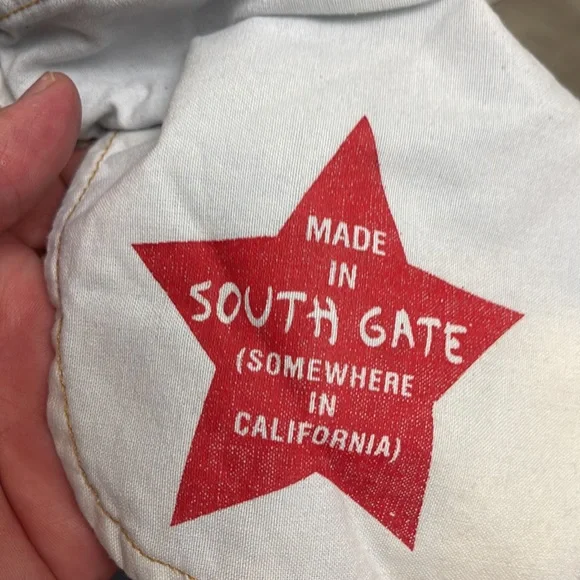 MADE
IN
SOUTH GATE
(SOMEWHERE
IN
CALIFORNIA)